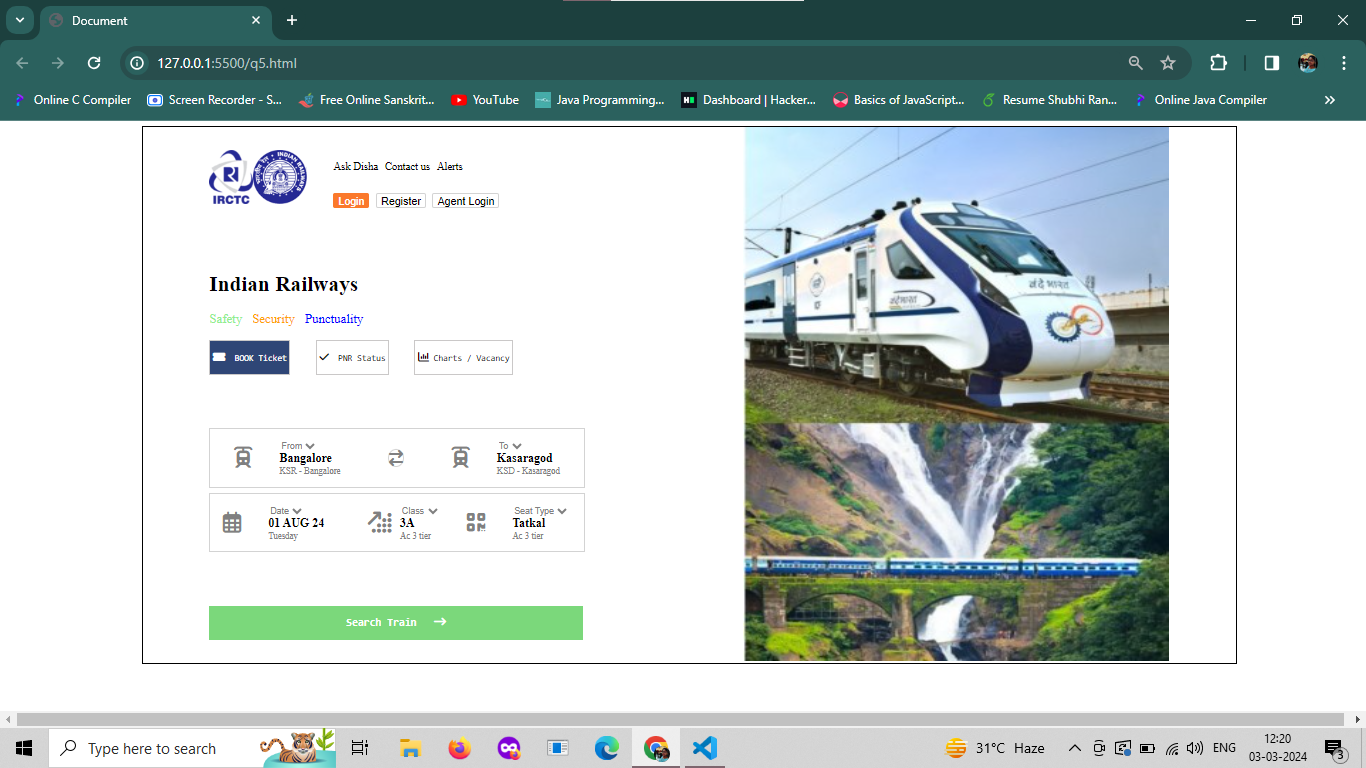 Document
127.0.0.1:5500/q5.html
Online C Compiler Screen Recorder - S... Free Online Sanskrit... YouTube Java Programming... Dashboard | Hacker... Basics of JavaScript... Resume Shubhi Ran... Online Java Compiler
IRCTC
INDIAN RAILWAYS
Ask Disha Contact us Alerts
Login Register Agent Login
Indian Railways
Safety Security Punctuality
BOOK Ticket PNR Status Charts / Vacancy
From To
Bangalore Kasaragod
KSR - Bangalore KSD - Kasaragod
Date Class Seat Type
01 AUG 24 3A Tatkal
Tuesday Ac 3 tier Ac 3 tier
Search Train
वंदे भारत
वंदे भारत
Type here to search
31°C Haze
ENG
12:20
03-03-2024
3